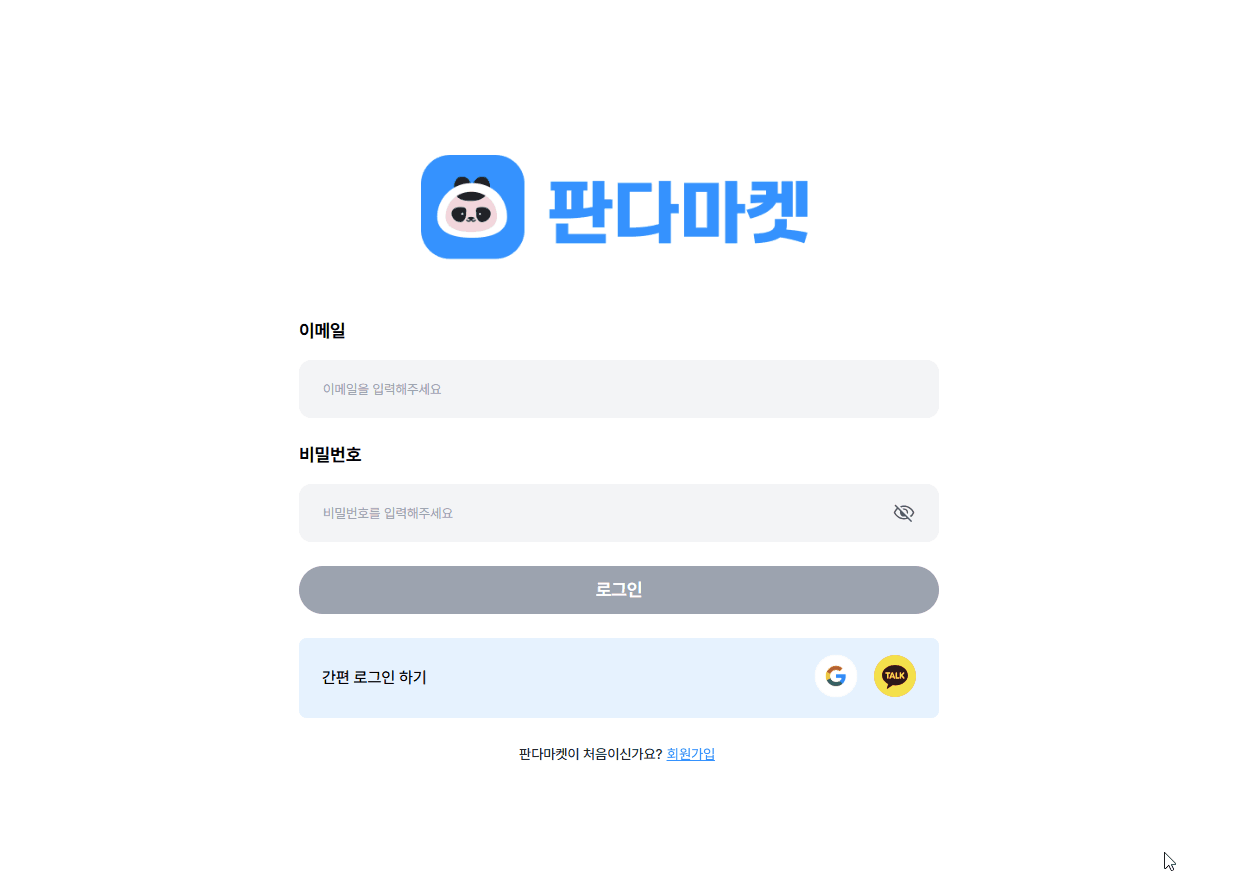 판다마켓
이메일
이메일을 입력해주세요
비밀번호
비밀번호를 입력해주세요
로그인
간편 로그인 하기
G TALK
판다마켓이 처음이신가요? 회원가입